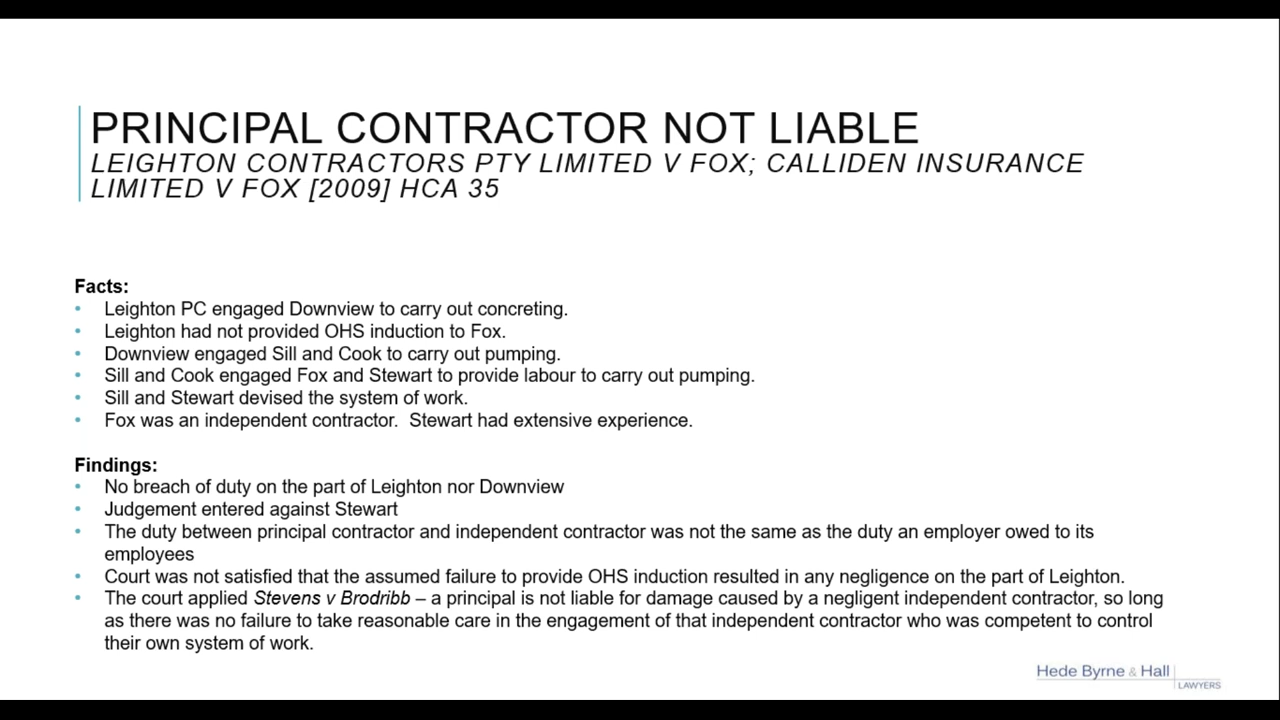 PRINCIPAL CONTRACTOR NOT LIABLE
LEIGHTON CONTRACTORS PTY LIMITED V FOX; CALLIDEN INSURANCE
LIMITED V FOX [2009] HCA 35
Facts:
• Leighton PC engaged Downview to carry out concreting.
• Leighton had not provided OHS induction to Fox.
• Downview engaged Sill and Cook to carry out pumping.
• Sill and Cook engaged Fox and Stewart to provide labour to carry out pumping.
• Sill and Stewart devised the system of work.
• Fox was an independent contractor.  Stewart had extensive experience.
Findings:
• No breach of duty on the part of Leighton nor Downview
• Judgement entered against Stewart
• The duty between principal contractor and independent contractor was not the same as the duty an employer owed to its
employees
• Court was not satisfied that the assumed failure to provide OHS induction resulted in any negligence on the part of Leighton.
• The court applied Stevens v Brodribb – a principal is not liable for damage caused by a negligent independent contractor, so long
as there was no failure to take reasonable care in the engagement of that independent contractor who was competent to control
their own system of work.
Hede Byrne & Hall
LAWYERS